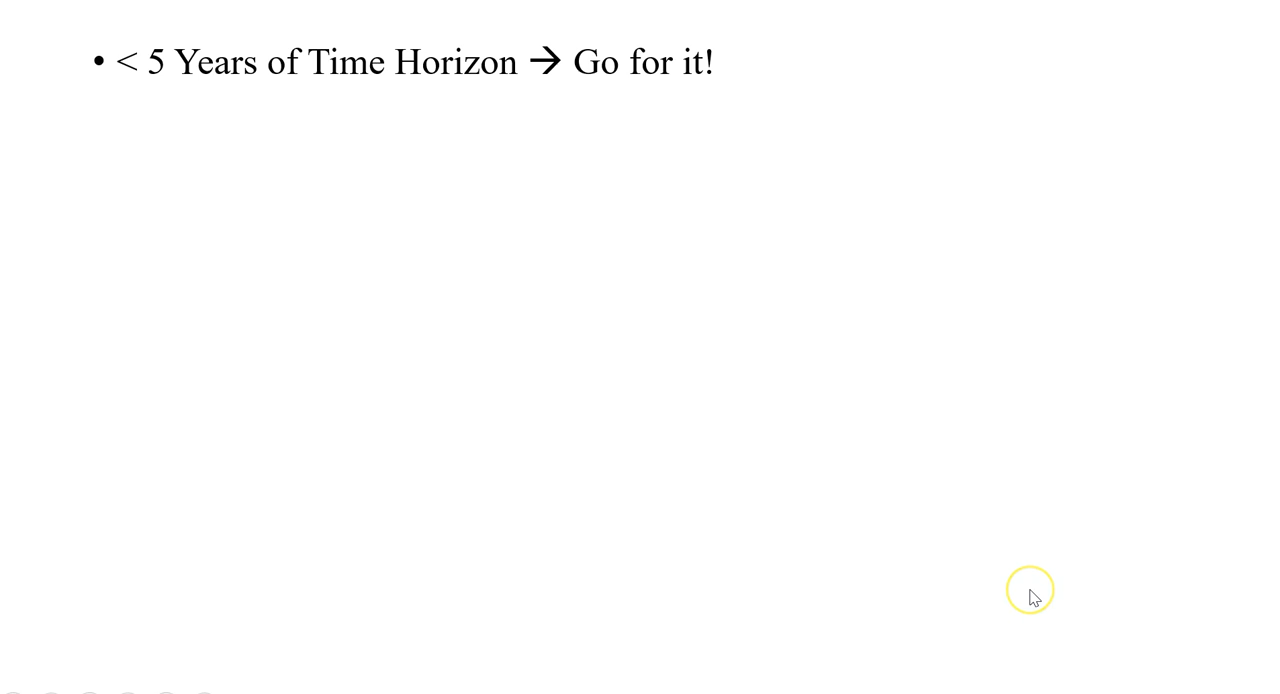 • < 5 Years of Time Horizon → Go for it!